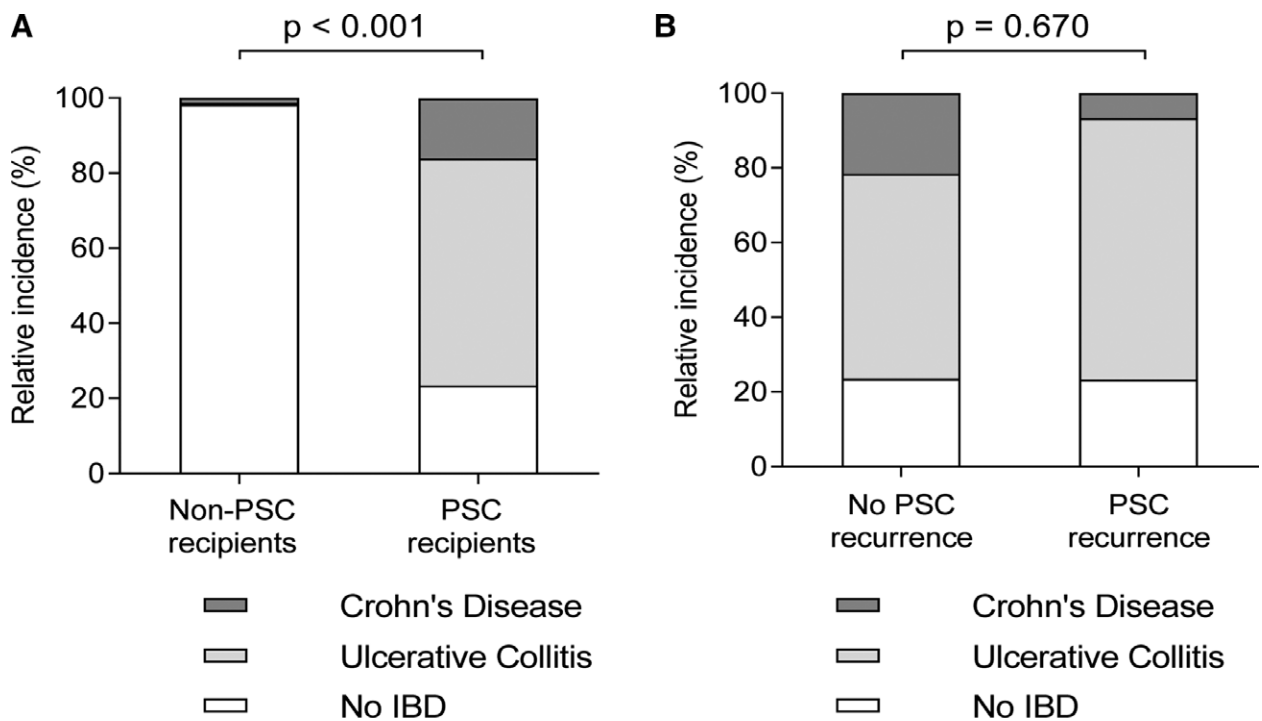 A
p < 0.001
Relative incidence (%)
100
80
60
40
20
0
Non-PSC
recipients
PSC
recipients
Crohn's Disease
Ulcerative Collitis
No IBD
B
p = 0.670
Relative incidence (%)
100
80
60
40
20
0
No PSC
recurrence
PSC
recurrence
Crohn's Disease
Ulcerative Collitis
No IBD